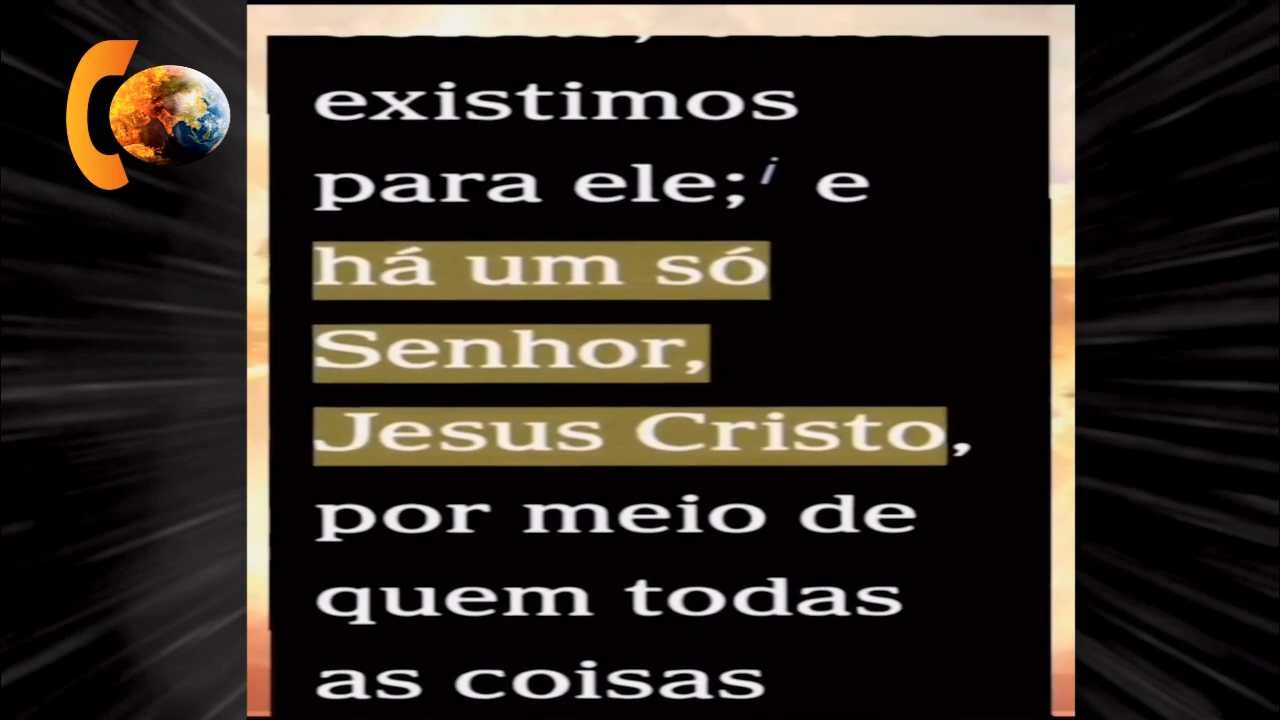 existimos
para ele;ⁱ e
há um só
Senhor,
Jesus Cristo,
por meio de
quem todas
as coisas